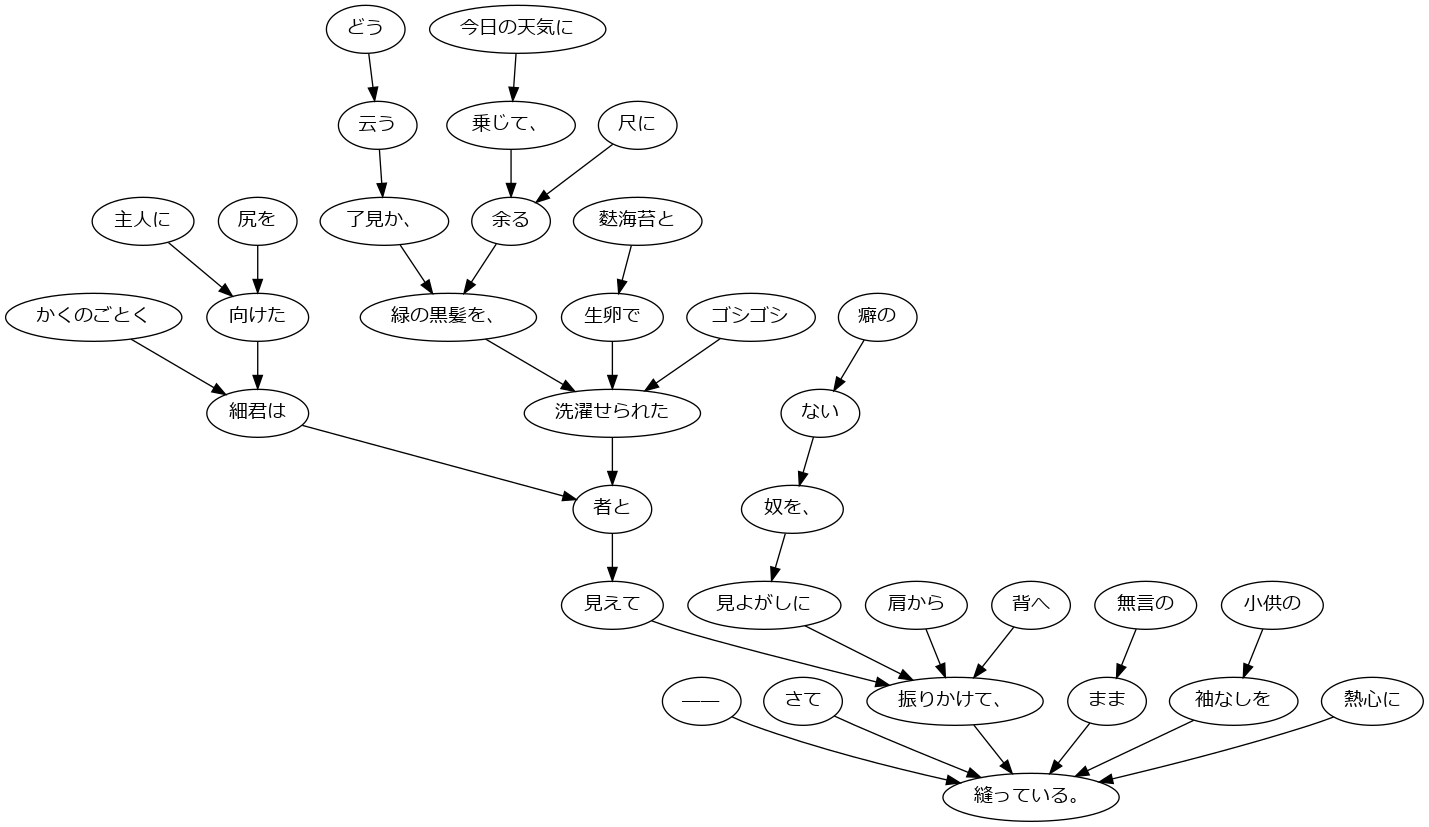 どう
今日の天気に
云う
乗じて、
尺に
主人に
尻を
了見か、
余る
麩海苔と
かくのごとく
向けた
緑の黒髪を、
生卵で
ゴシゴシ
癖の
細君は
洗濯せられた
ない
者と
奴を、
見えて
見よがしに
肩から
背へ
無言の
小供の
――
さて
振りかけて、
まま
袖なしを
熱心に
縫っている。